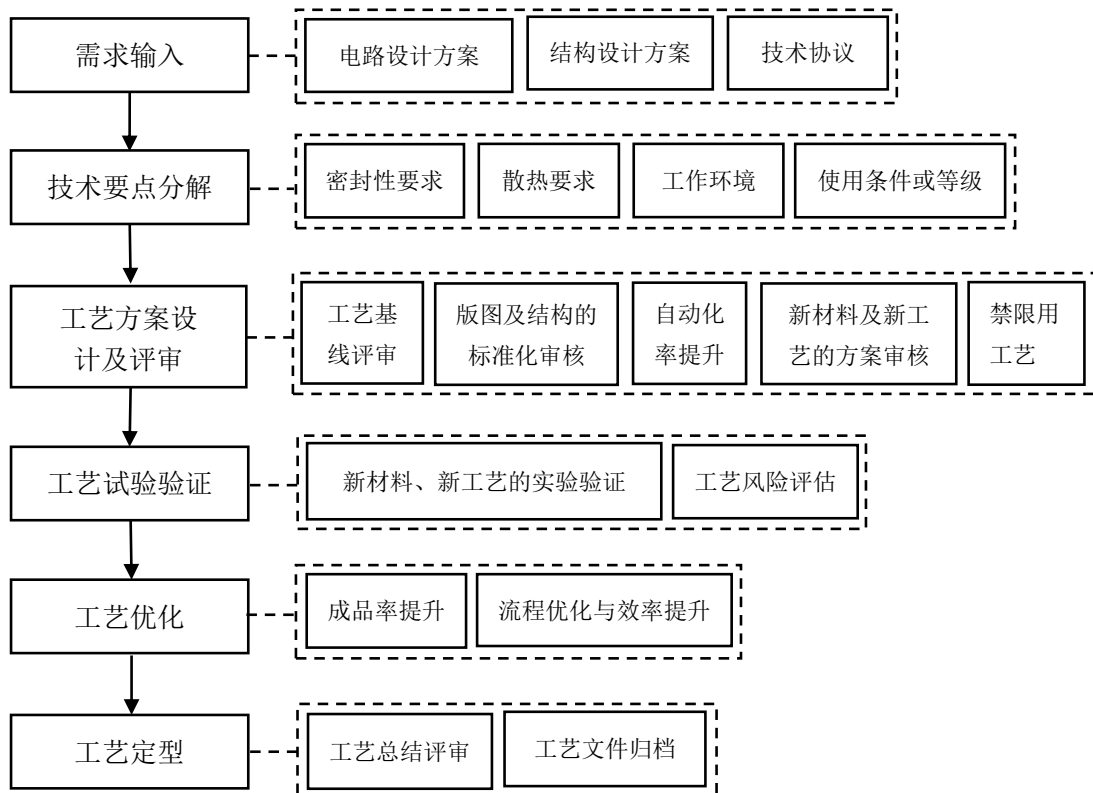 需求输入
电路设计方案
结构设计方案
技术协议
技术要点分解
密封性要求
散热要求
工作环境
使用条件或等级
工艺方案设
计及评审
工艺基
线评审
版图及结构的
标准化审核
自动化
率提升
新材料及新工
艺的方案审核
禁限用
工艺
工艺试验验证
新材料、新工艺的实验验证
工艺风险评估
工艺优化
成品率提升
流程优化与效率提升
工艺定型
工艺总结评审
工艺文件归档